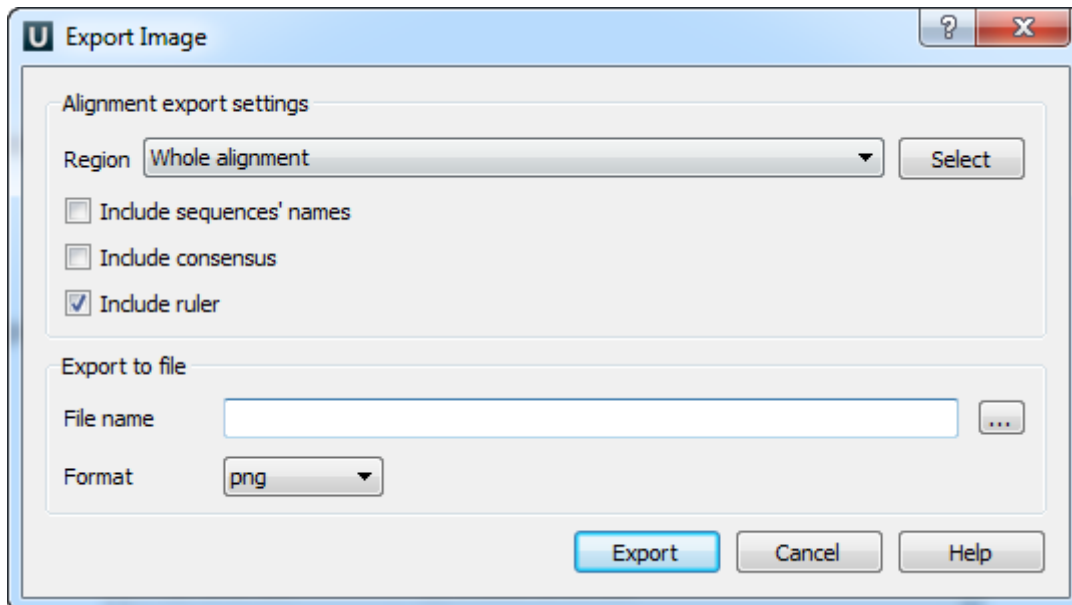 U Export Image
Alignment export settings
Region Whole alignment Select
Include sequences' names
Include consensus
Include ruler
Export to file
File name ...
Format png
Export Cancel Help